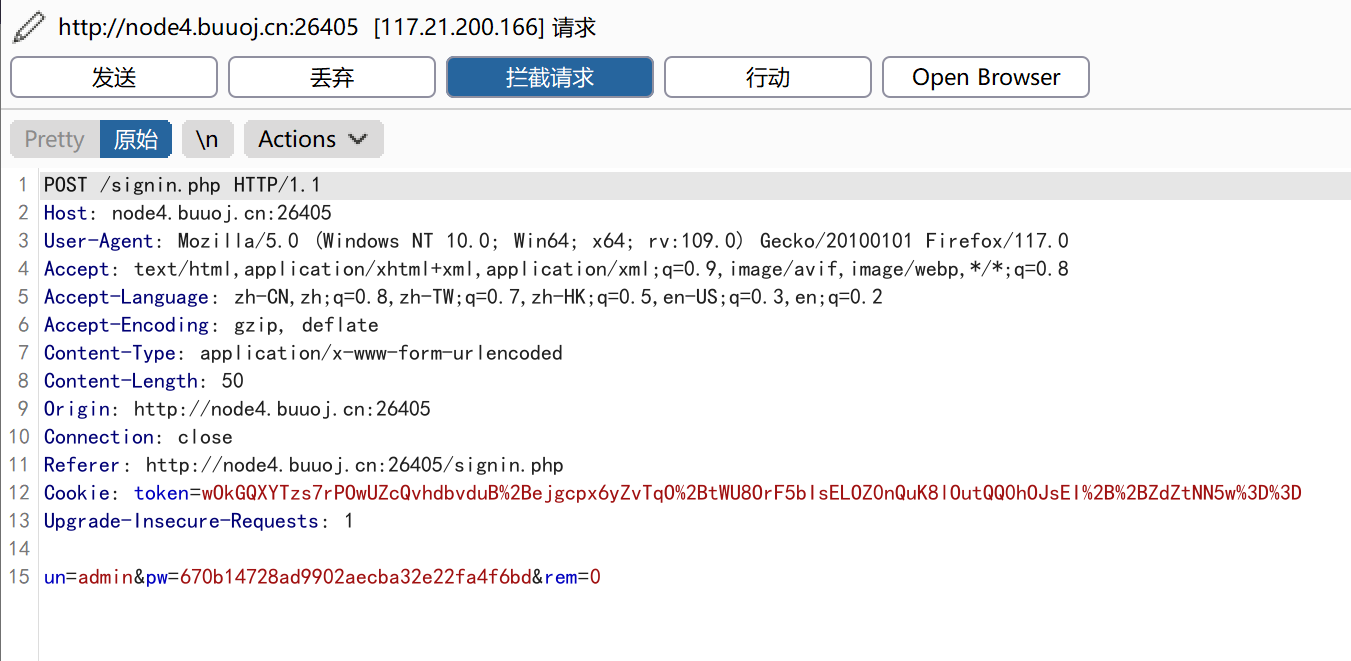 http://node4.buuoj.cn:26405 [117.21.200.166] 请求
发送 丢弃 拦截请求 行动 Open Browser
Pretty 原始 \n Actions
1 POST /signin.php HTTP/1.1
2 Host: node4.buuoj.cn:26405
3 User-Agent: Mozilla/5.0 (Windows NT 10.0; Win64; x64; rv:109.0) Gecko/20100101 Firefox/117.0
4 Accept: text/html,application/xhtml+xml,application/xml;q=0.9,image/avif,image/webp,*/*;q=0.8
5 Accept-Language: zh-CN,zh;q=0.8,zh-TW;q=0.7,zh-HK;q=0.5,en-US;q=0.3,en;q=0.2
6 Accept-Encoding: gzip, deflate
7 Content-Type: application/x-www-form-urlencoded
8 Content-Length: 50
9 Origin: http://node4.buuoj.cn:26405
10 Connection: close
11 Referer: http://node4.buuoj.cn:26405/signin.php
12 Cookie: token=wOkGQXYTzs7rPOwUZcQvhdbvduB%2Bejgcpx6yZvTqO%2BtWU8OrF5bIsELOZOnQuK8lOutQQOhOJsEI%2B%2BZdZtNN5w%3D%3D
13 Upgrade-Insecure-Requests: 1
14
15 un=admin&pw=670b14728ad9902aecba32e22fa4f6bd&rem=0